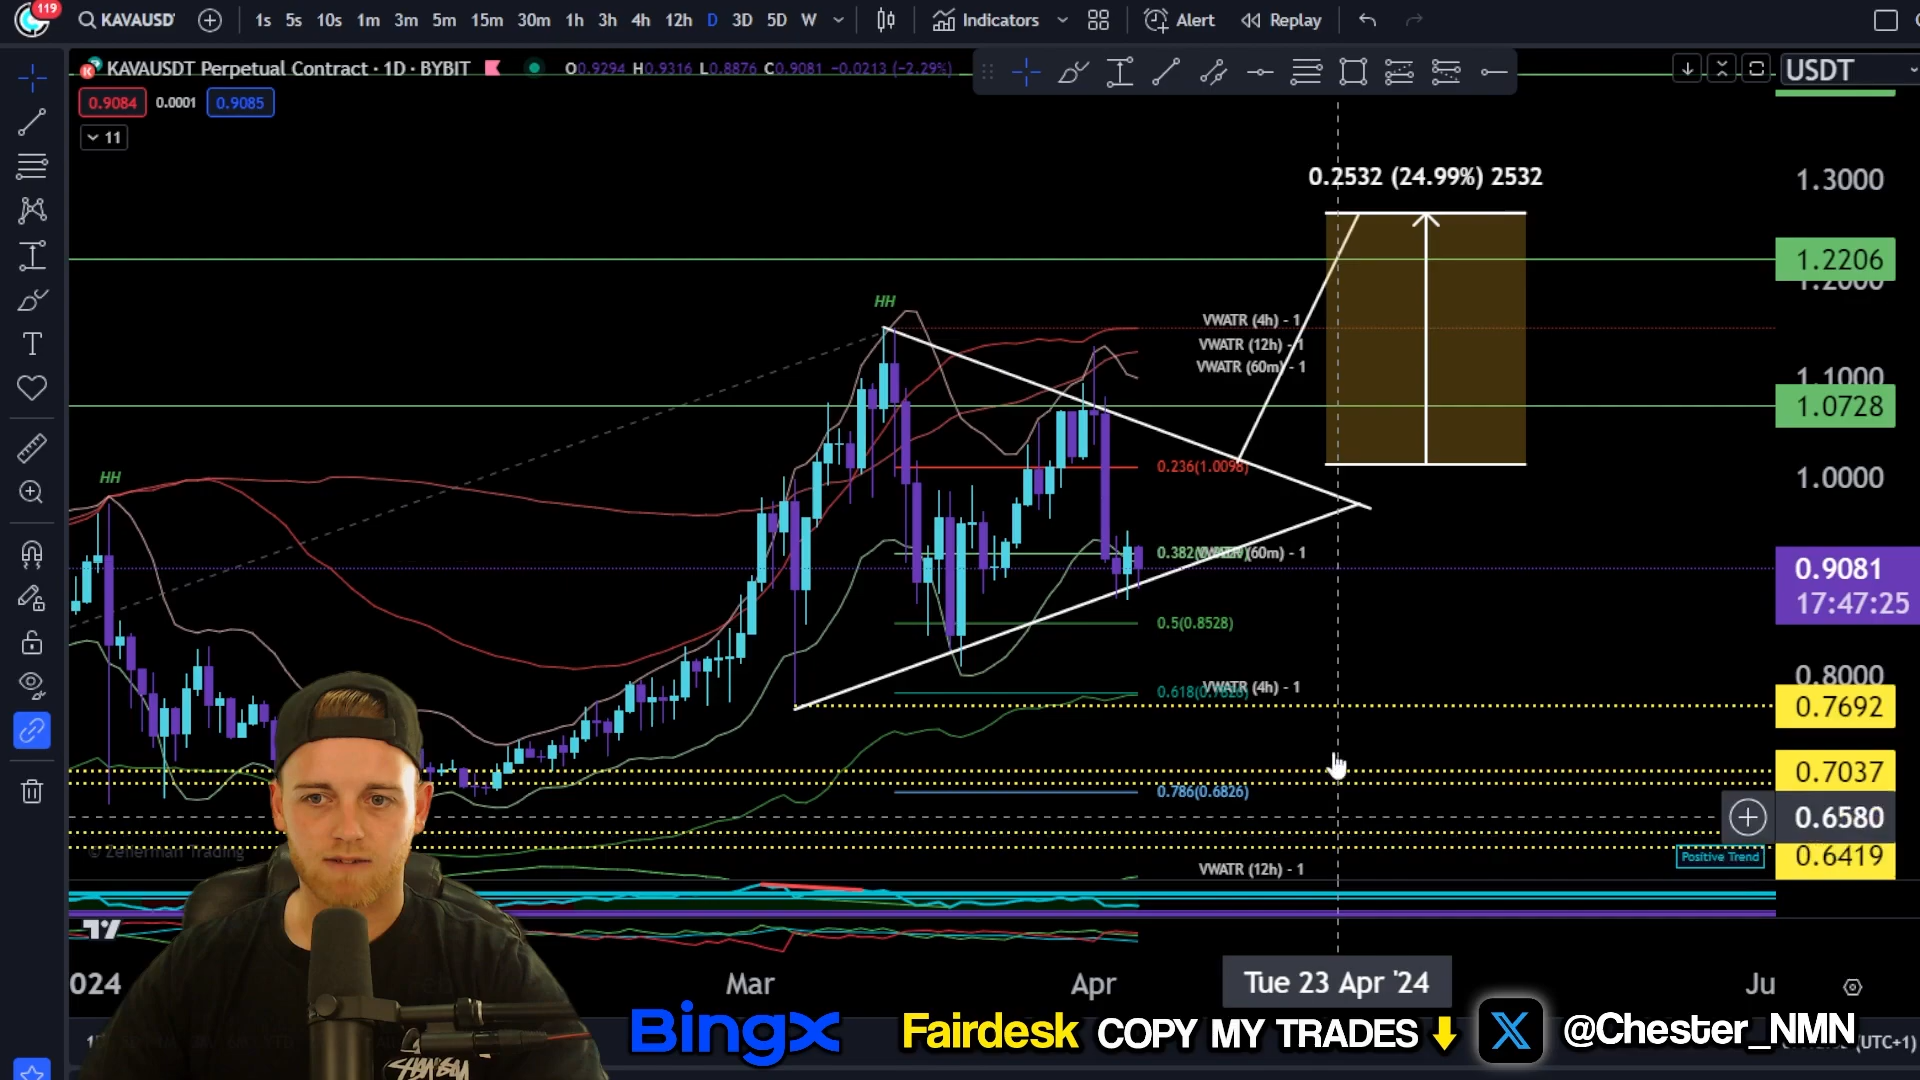 119
KAVAUSD
1s 5s 10s 1m 3m 5m 15m 30m 1h 3h 4h 12h D 3D 5D W
Indicators
Alert
Replay
KAVAUSDT Perpetual Contract · 1D · BYBIT
O0.9294 H0.9316 L0.8876 C0.9081 -0.0213 (-2.29%)
USDT
0.9084 0.0001 0.9085
11
0.2532 (24.99%) 2532
1.3000
1.2206
HH
VWATR (4h) - 1
VWATR (12h) - 1
VWATR (60m) - 1
1.1000
1.0728
0.236(1.0098)
1.0000
HH
VWATR (60m) - 1
0.9081
17:47:25
0.5(0.8528)
0.8000
VWATR (4h) - 1
0.7692
0.7037
0.786(0.6826)
0.6580
© Zeiierman Trading
Positive Trend
0.6419
VWATR (12h) - 1
024
Mar
Apr
Tue 23 Apr '24
Ju
BingX
Fairdesk COPY MY TRADES
X
@Chester_NMN
(UTC+1)